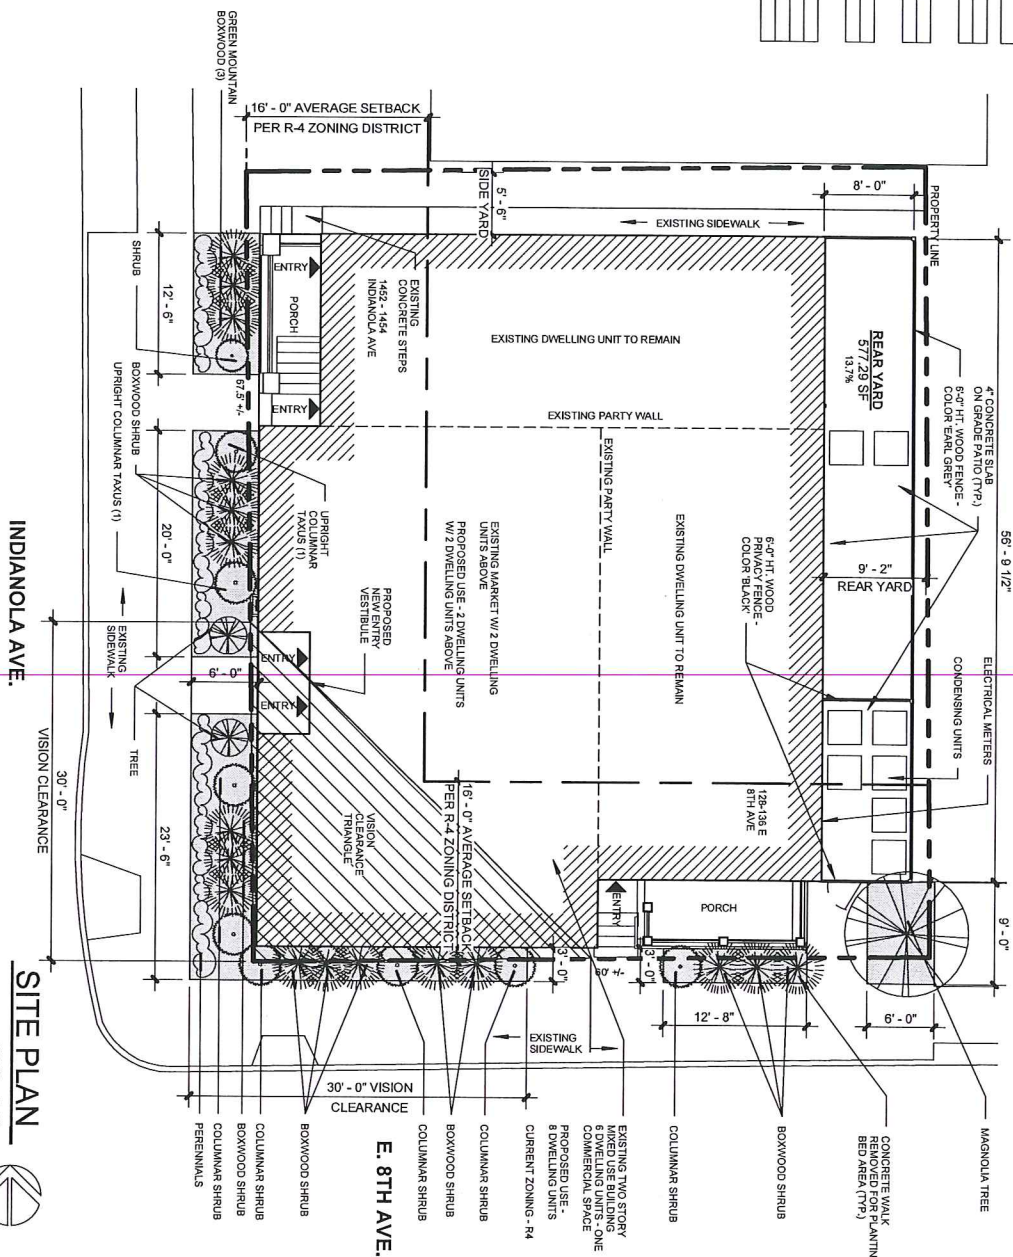 GREEN MOUNTAIN
BOXWOOD (3)
16' - 0" AVERAGE SETBACK
PER R-4 ZONING DISTRICT
5' - 6"
SIDE YARD
EXISTING SIDEWALK
8' - 0"
PROPERTY LINE
SHRUB
12' - 6"
ENTRY
PORCH
ENTRY
EXISTING
CONCRETE STEPS
1452 - 1454
INDIANOLA AVE
EXISTING DWELLING UNIT TO REMAIN
REAR YARD
577.29 SF
13.7%
4" CONCRETE SLAB
ON GRADE PATIO (TYP.)
6'-0" HT. WOOD FENCE -
COLOR 'EARL GREY'
56' - 9 1/2"
67.5' +/-
EXISTING PARTY WALL
EXISTING PARTY WALL
BOXWOOD SHRUB
UPRIGHT COLUMNAR TAXUS (1)
20' - 0"
UPRIGHT
COLUMNAR
TAXUS (1)
EXISTING MARKET W/ 2 DWELLING
UNITS ABOVE
PROPOSED USE - 2 DWELLING UNITS
W/ 2 DWELLING UNITS ABOVE
EXISTING DWELLING UNIT TO REMAIN
6'-0" HT. WOOD
PRIVACY FENCE -
COLOR 'BLACK'
9' - 2"
REAR YARD
PROPOSED
NEW ENTRY
VESTIBULE
ENTRY
ENTRY
6' - 0"
EXISTING
SIDEWALK
INDIANOLA AVE.
TREE
30' - 0"
VISION CLEARANCE
23' - 6"
VISION
CLEARANCE
TRIANGLE
16' - 0" AVERAGE SETBACK
PER R-4 ZONING DISTRICT
128-136 E
8TH AVE
CONDENSING UNITS
ELECTRICAL METERS
ENTRY
PORCH
9' - 0"
3' - 0"
60' +/-
3' - 0"
12' - 8"
6' - 0"
EXISTING
SIDEWALK
30' - 0" VISION
CLEARANCE
PERENNIALS
COLUMNAR SHRUB
BOXWOOD SHRUB
COLUMNAR SHRUB
BOXWOOD SHRUB
COLUMNAR SHRUB
BOXWOOD SHRUB
COLUMNAR SHRUB
CURRENT ZONING - R4
EXISTING TWO STORY
MIXED USE BUILDING
6 DWELLING UNITS - ONE
COMMERCIAL SPACE
PROPOSED USE -
8 DWELLING UNITS
COLUMNAR SHRUB
BOXWOOD SHRUB
CONCRETE WALK
REMOVED FOR PLANTIN
BED AREA (TYP.)
MAGNOLIA TREE
E. 8TH AVE.
SITE PLAN